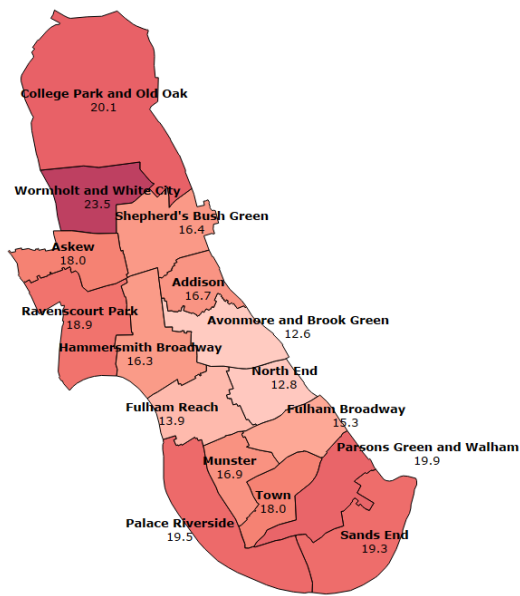 College Park and Old Oak
20.1
Wormholt and White City
23.5
Shepherd's Bush Green
16.4
Askew
18.0
Addison
16.7
Ravenscourt Park
18.9
Avonmore and Brook Green
12.6
Hammersmith Broadway
16.3
North End
12.8
Fulham Reach
13.9
Fulham Broadway
15.3
Parsons Green and Walham
19.9
Munster
16.9
Town
18.0
Palace Riverside
19.5
Sands End
19.3